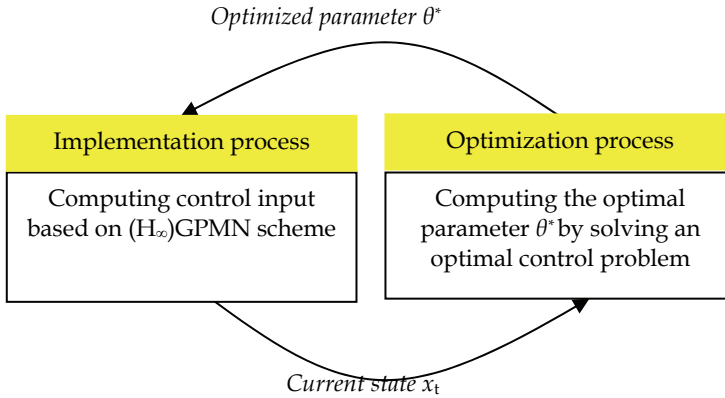 Optimized parameter θ*
Implementation process
Computing control input
based on (H∞)GPMN scheme
Optimization process
Computing the optimal
parameter θ* by solving an
optimal control problem
Current state xₜ